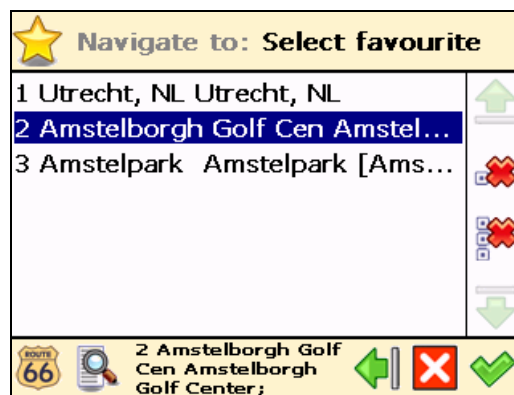 Navigate to: Select favourite
1 Utrecht, NL Utrecht, NL
2 Amstelborgh Golf Cen Amstel...
3 Amstelpark Amstelpark [Ams...
ROUTE
66
2 Amstelborgh Golf
Cen Amstelborgh
Golf Center;